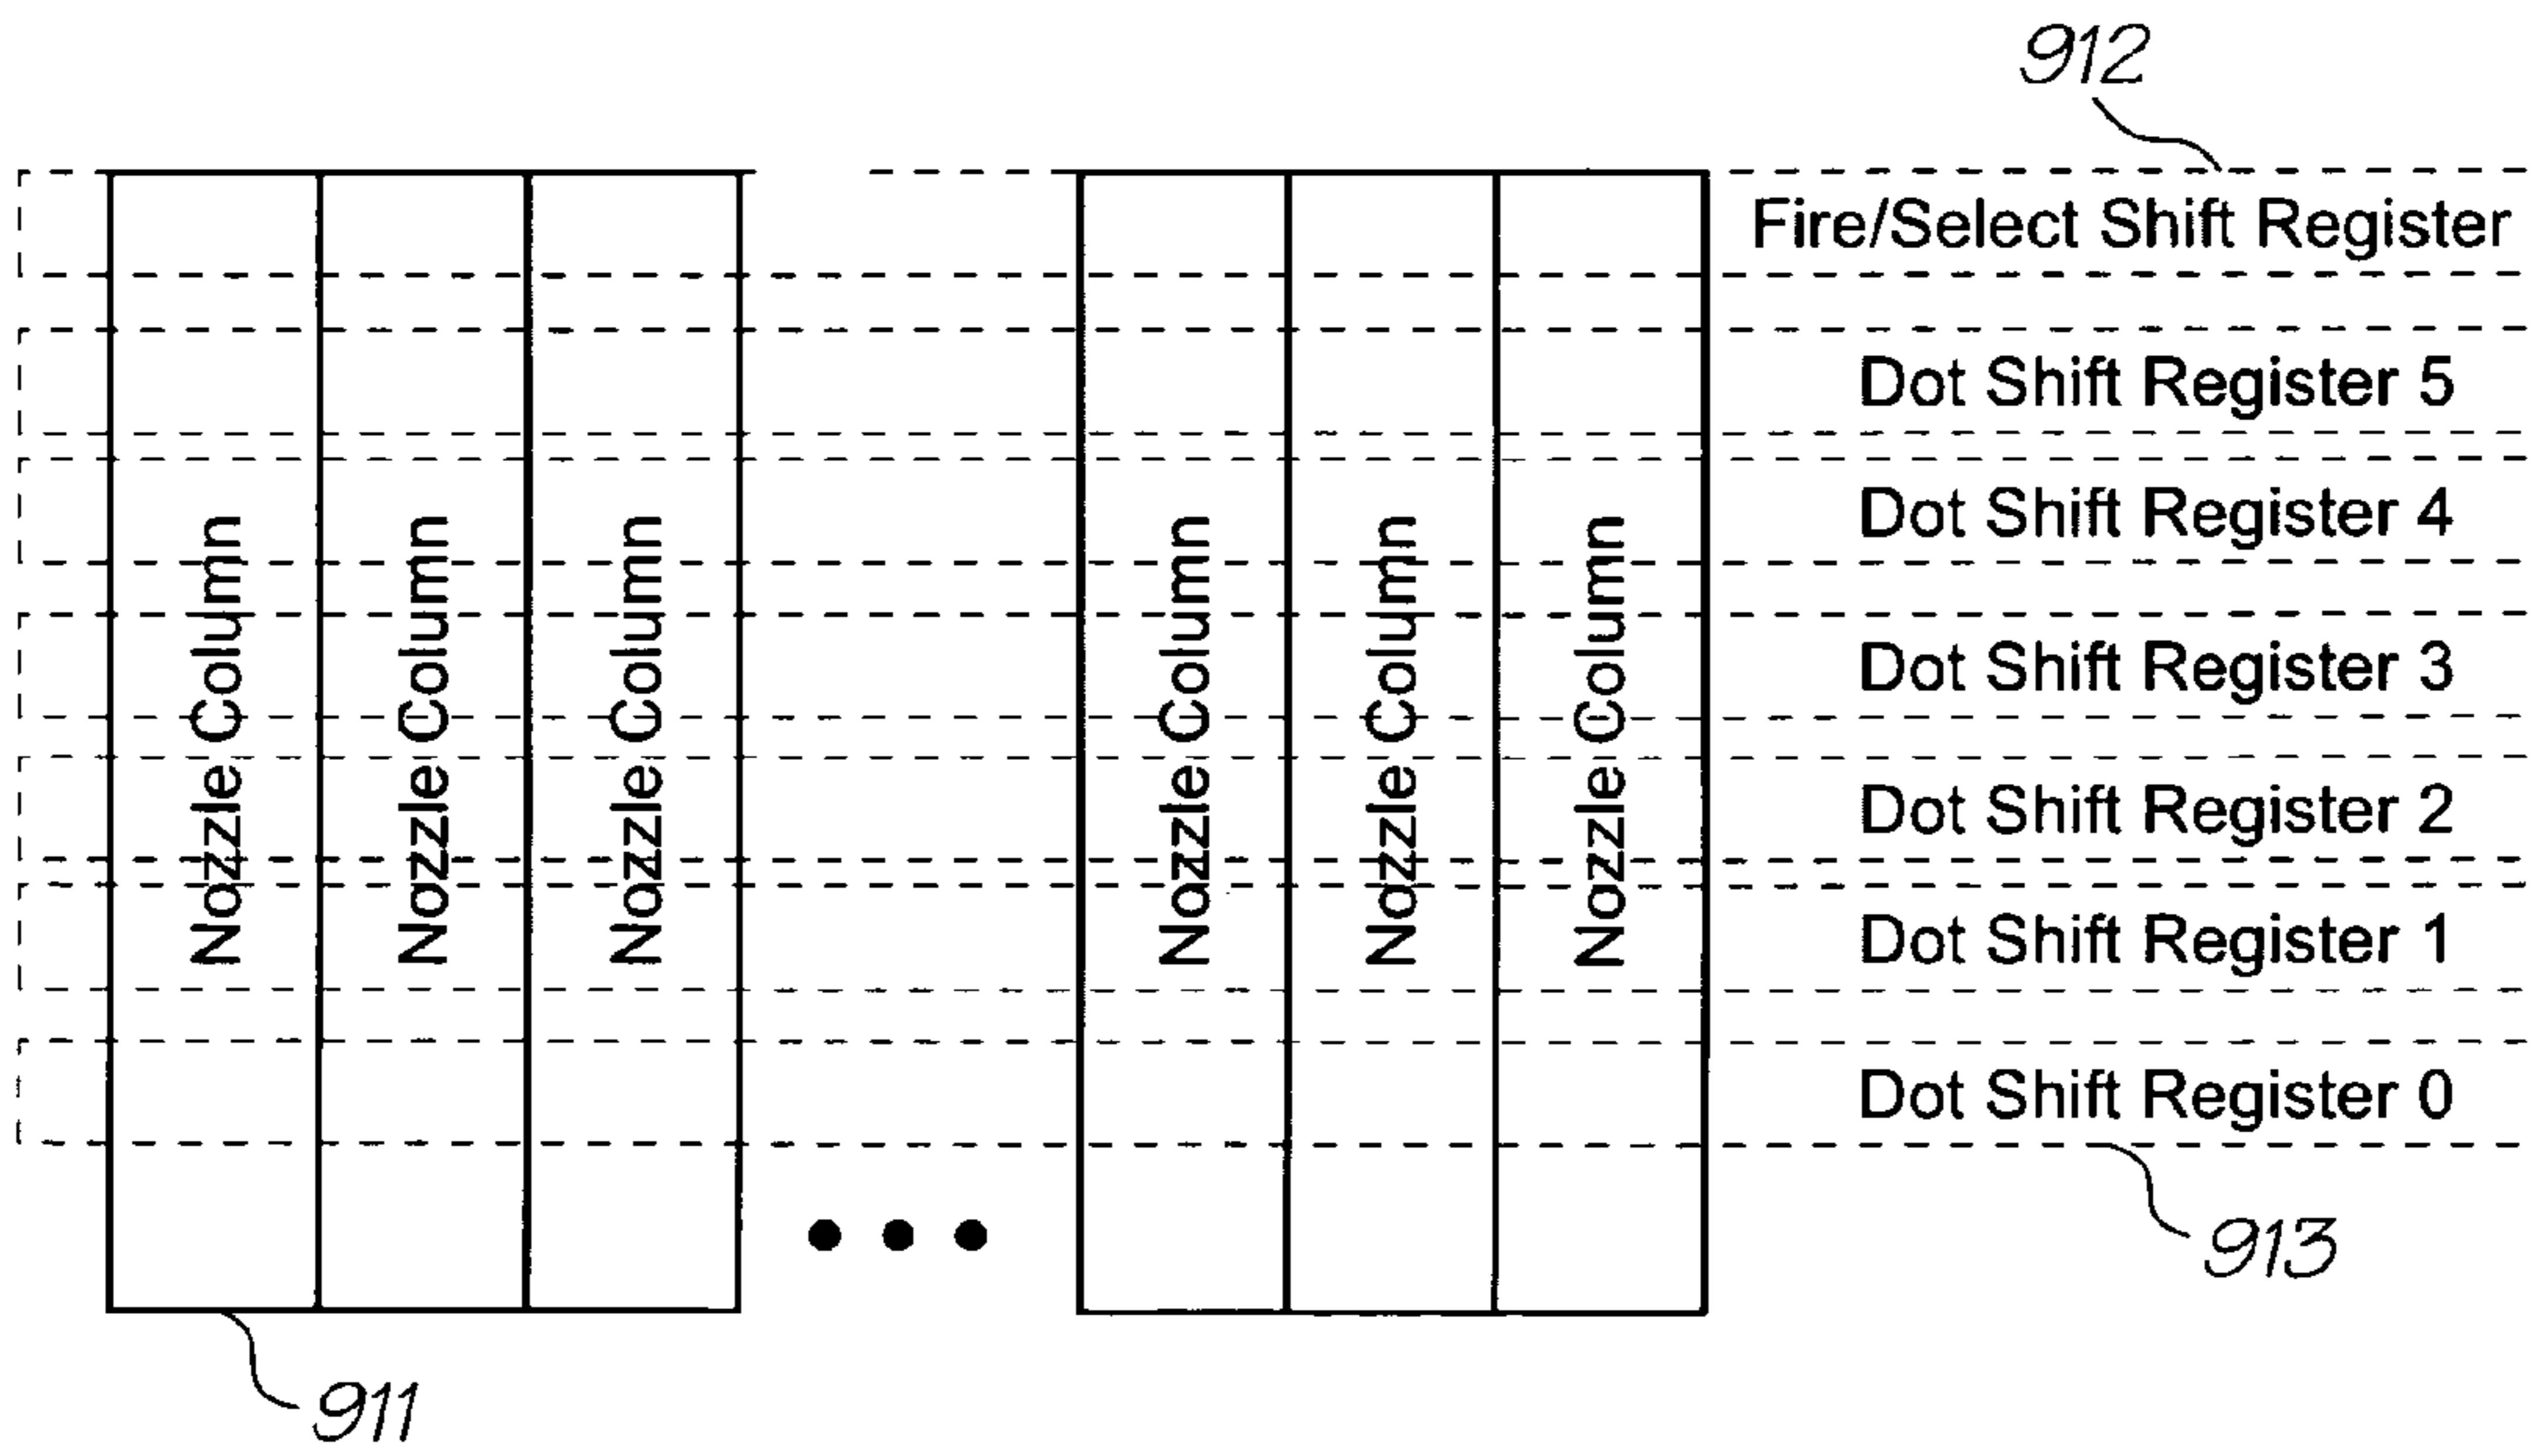 912
Fire/Select Shift Register
Dot Shift Register 5
Dot Shift Register 4
Dot Shift Register 3
Dot Shift Register 2
Dot Shift Register 1
Dot Shift Register 0
Nozzle Column
Nozzle Column
Nozzle Column
Nozzle Column
Nozzle Column
Nozzle Column
913
911